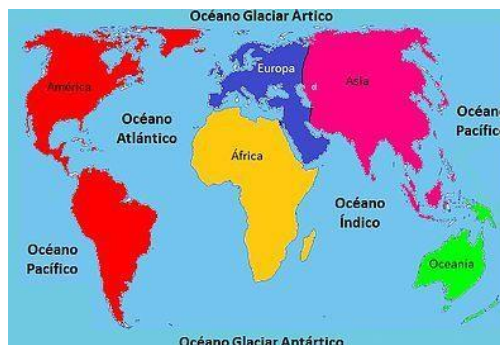 Océano Glaciar Ártico
Europa
Asia
América
Océano
Pacífico
Océano
Atlántico
África
Océano
Índico
Océano
Pacífico
Oceanía
Océano Glaciar Antártico